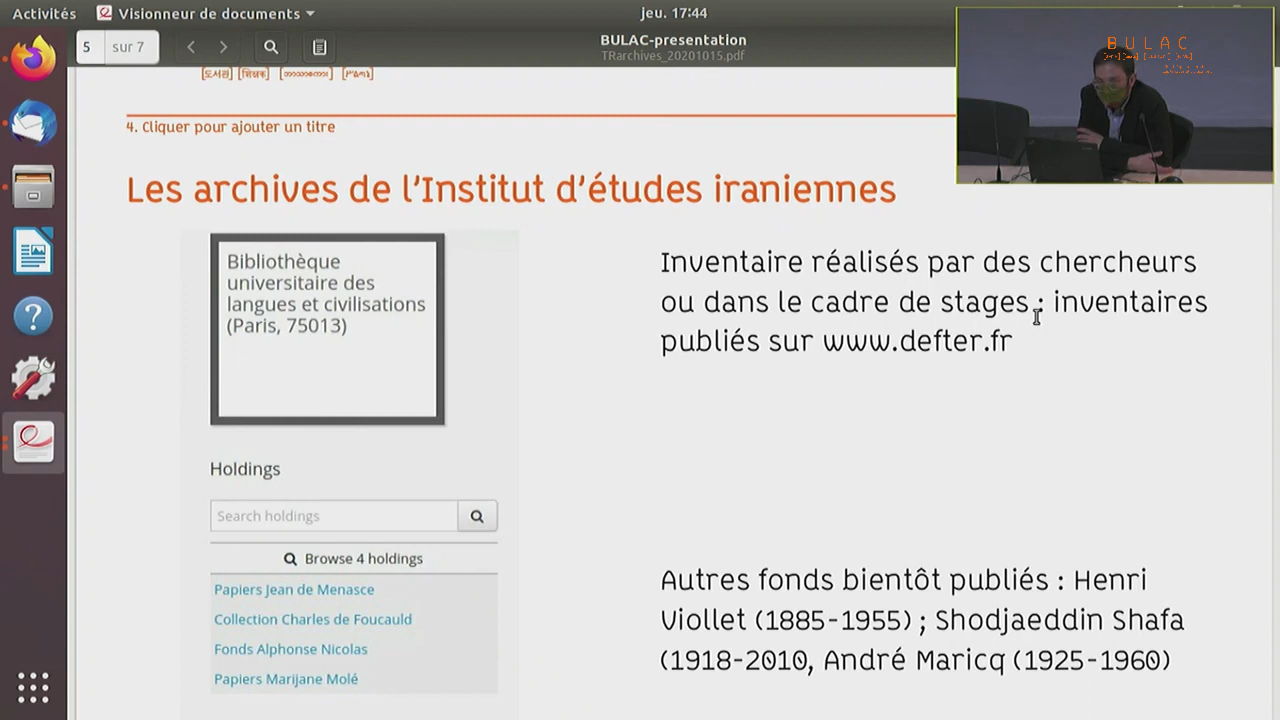 Activités
Visionneur de documents
jeu. 17:44
5 sur 7
BULAC-presentation
TRarchives_20201015.pdf
BULAC
[도서관]
4. Cliquer pour ajouter un titre
Les archives de l'Institut d'études iraniennes
Bibliothèque
universitaire des
langues et civilisations
(Paris, 75013)
Holdings
Search holdings
Browse 4 holdings
Papiers Jean de Menasce
Collection Charles de Foucauld
Fonds Alphonse Nicolas
Papiers Marijane Molé
Inventaire réalisés par des chercheurs
ou dans le cadre de stages : inventaires
publiés sur www.defter.fr
Autres fonds bientôt publiés : Henri
Viollet (1885-1955) ; Shodjaeddin Shafa
(1918-2010, André Maricq (1925-1960)